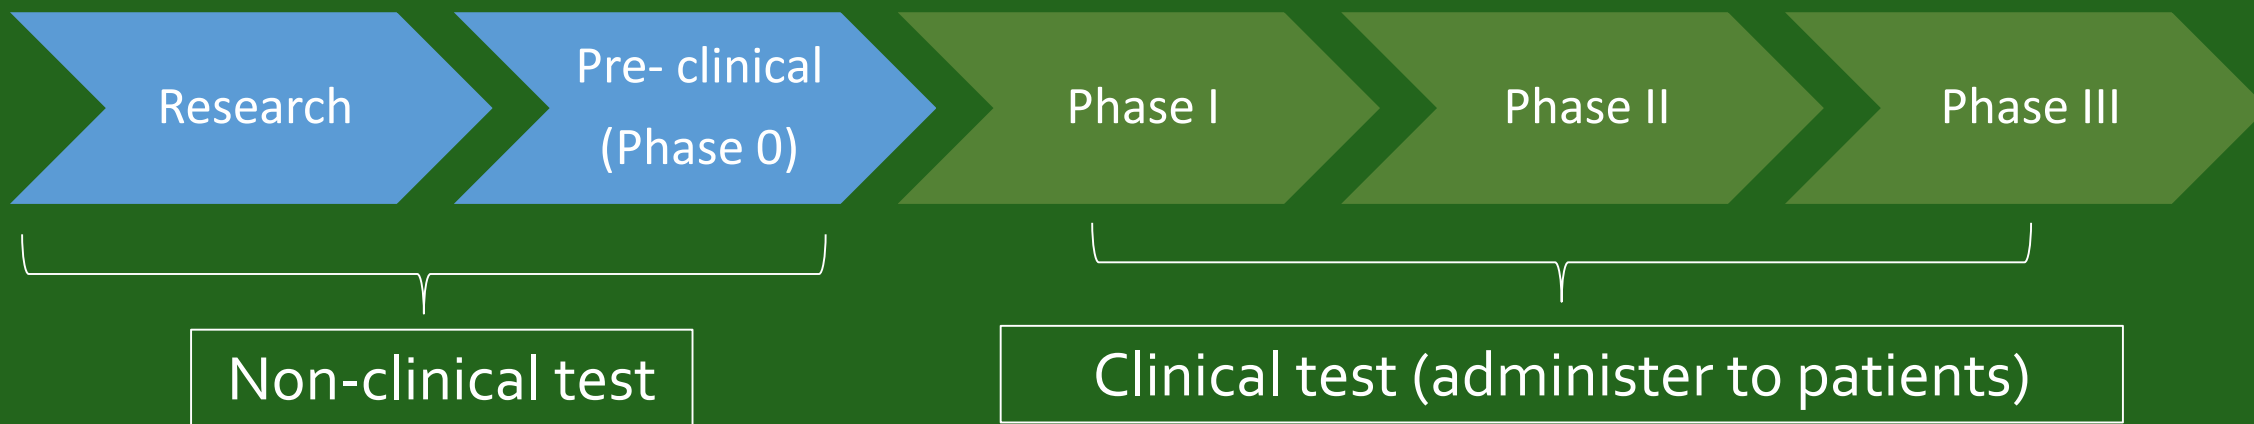 Research
Pre- clinical
(Phase 0)
Phase I
Phase II
Phase III
Non-clinical test
Clinical test (administer to patients)